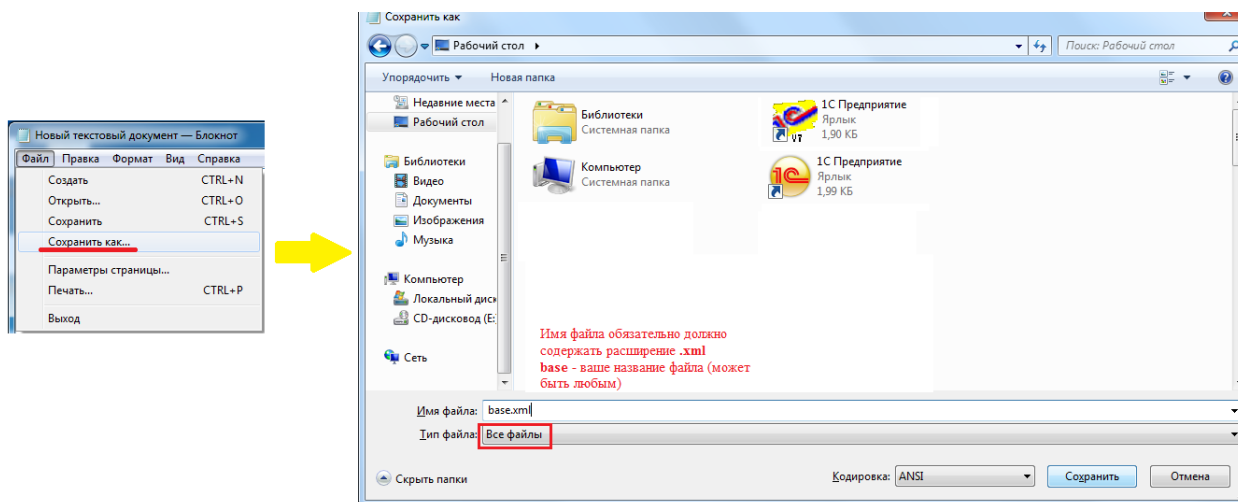 Новый текстовый документ — Блокнот
Файл Правка Формат Вид Справка
Создать CTRL+N
Открыть... CTRL+O
Сохранить CTRL+S
Сохранить как...
Параметры страницы...
Печать... CTRL+P
Выход
Сохранить как
Рабочий стол
Поиск: Рабочий стол
Упорядочить Новая папка
Недавние места
Рабочий стол
Библиотеки
Видео
Документы
Изображения
Музыка
Компьютер
Локальный диск
CD-дисковод (E:
Сеть
Библиотеки
Системная папка
Компьютер
Системная папка
1С Предприятие
Ярлык
1,90 КБ
1С Предприятие
Ярлык
1,99 КБ
Имя файла обязательно должно
содержать расширение .xml
base - ваше название файла (может
быть любым)
Имя файла: base.xml
Тип файла: Все файлы
Скрыть папки
Кодировка: ANSI
Сохранить
Отмена